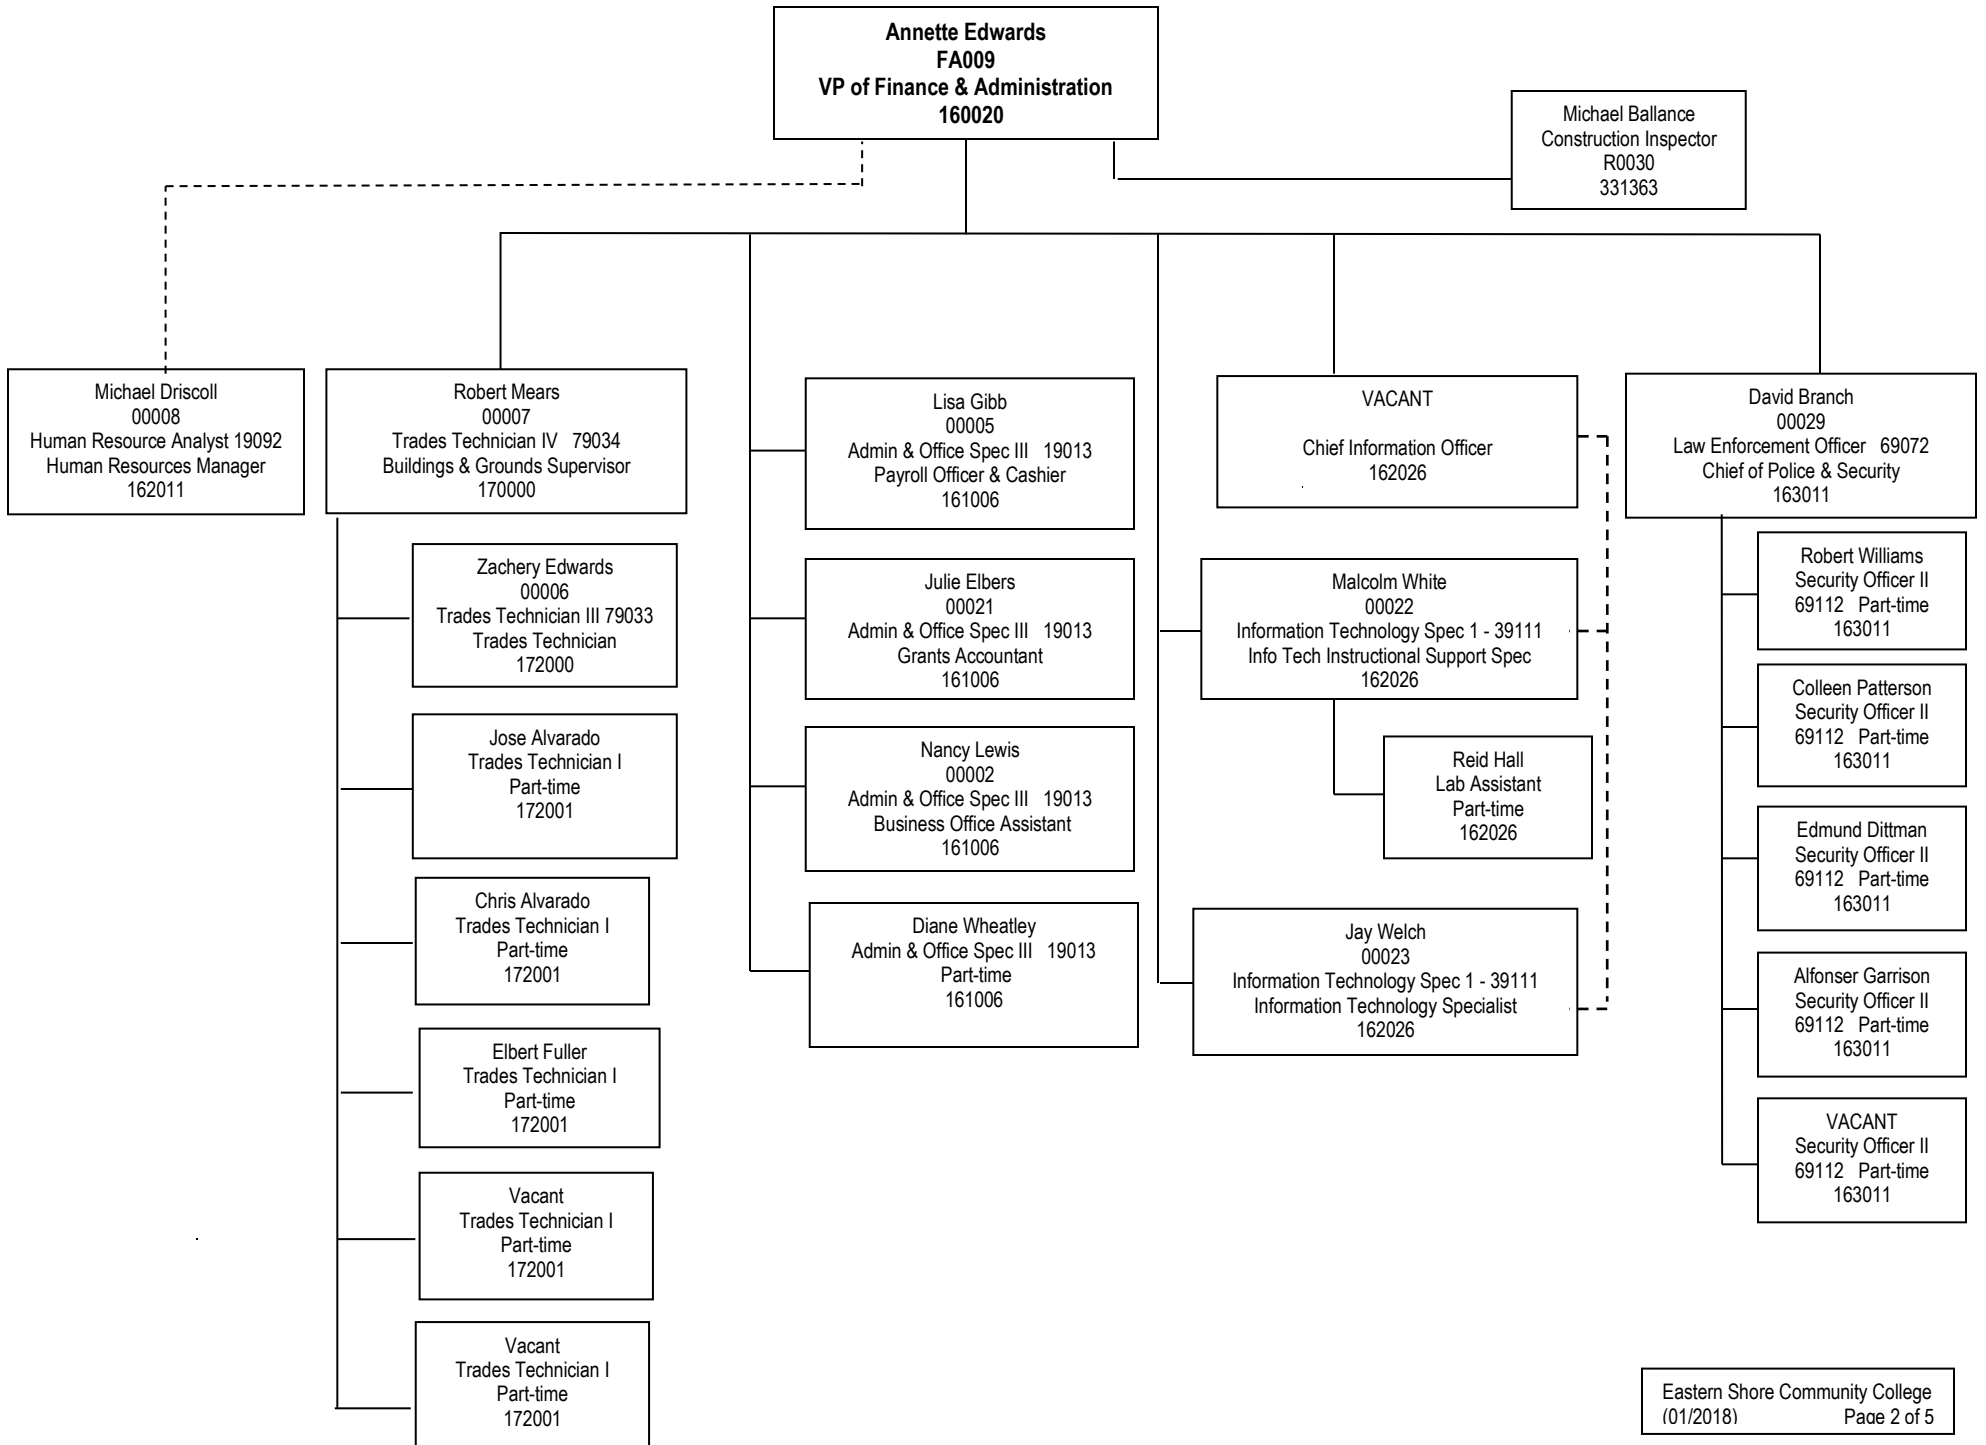 Annette Edwards
FA009
VP of Finance & Administration
160020
Michael Ballance
Construction Inspector
R0030
331363
Michael Driscoll
00008
Human Resource Analyst 19092
Human Resources Manager
162011
Robert Mears
00007
Trades Technician IV 79034
Buildings & Grounds Supervisor
170000
Zachery Edwards
00006
Trades Technician III 79033
Trades Technician
172000
Jose Alvarado
Trades Technician I
Part-time
172001
Chris Alvarado
Trades Technician I
Part-time
172001
Elbert Fuller
Trades Technician I
Part-time
172001
Vacant
Trades Technician I
Part-time
172001
Vacant
Trades Technician I
Part-time
172001
Lisa Gibb
00005
Admin & Office Spec III 19013
Payroll Officer & Cashier
161006
Julie Elbers
00021
Admin & Office Spec III 19013
Grants Accountant
161006
Nancy Lewis
00002
Admin & Office Spec III 19013
Business Office Assistant
161006
Diane Wheatley
Admin & Office Spec III 19013
Part-time
161006
VACANT
Chief Information Officer
162026
Malcolm White
00022
Information Technology Spec 1 - 39111
Info Tech Instructional Support Spec
162026
Reid Hall
Lab Assistant
Part-time
162026
Jay Welch
00023
Information Technology Spec 1 - 39111
Information Technology Specialist
162026
David Branch
00029
Law Enforcement Officer 69072
Chief of Police & Security
163011
Robert Williams
Security Officer II
69112 Part-time
163011
Colleen Patterson
Security Officer II
69112 Part-time
163011
Edmund Dittman
Security Officer II
69112 Part-time
163011
Alfonser Garrison
Security Officer II
69112 Part-time
163011
VACANT
Security Officer II
69112 Part-time
163011
Eastern Shore Community College
(01/2018) Page 2 of 5